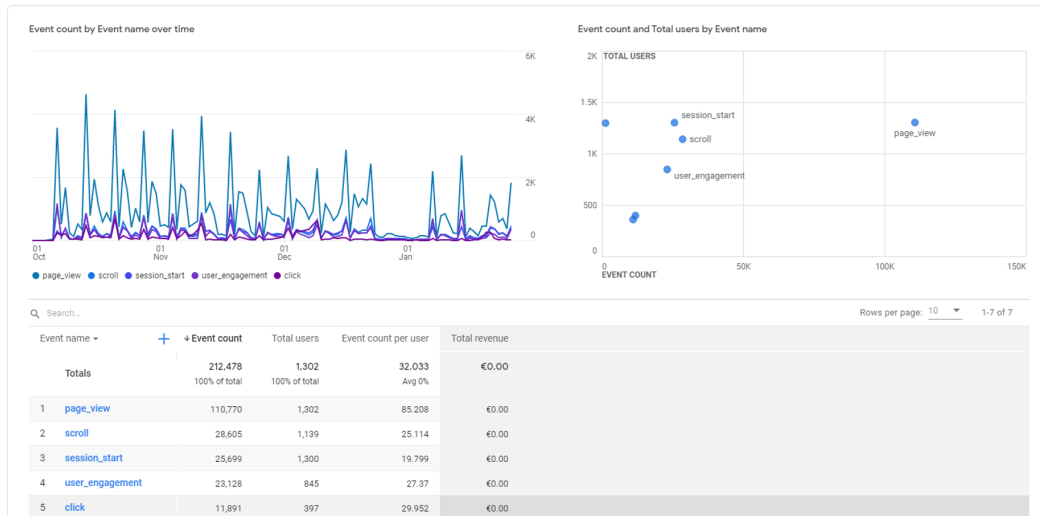 Event count by Event name over time
6K
4K
2K
0
01
Oct
01
Nov
01
Dec
01
Jan
page_view scroll session_start user_engagement click
Event count and Total users by Event name
2K TOTAL USERS
1.5K
1K
500
0
session_start
scroll
page_view
user_engagement
0 50K 100K 150K
EVENT COUNT
Search...
Rows per page: 10 1-7 of 7
Event name + ↓ Event count Total users Event count per user Total revenue
Totals 212,478 1,302 32.033 €0.00
100% of total 100% of total Avg 0%
1 page_view 110,770 1,302 85.208 €0.00
2 scroll 28,605 1,139 25.114 €0.00
3 session_start 25,699 1,300 19.799 €0.00
4 user_engagement 23,128 845 27.37 €0.00
5 click 11,891 397 29.952 €0.00